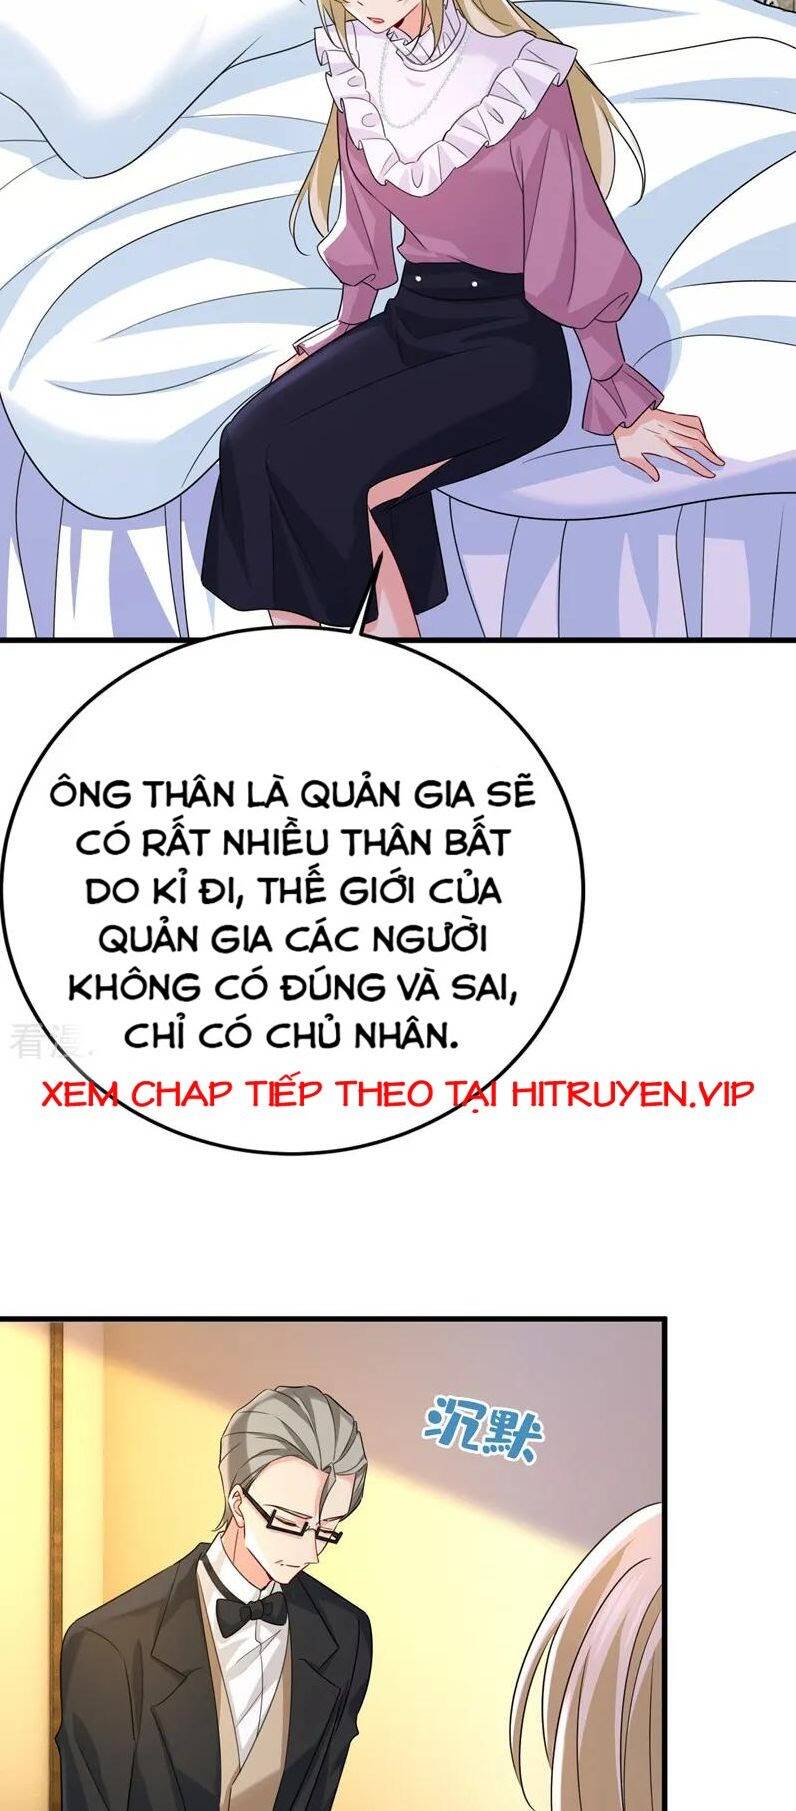 ÔNG THÂN LÀ QUẢN GIA SẼ
CÓ RẤT NHIỀU THÂN BẤT
DO KỈ ĐI, THẾ GIỚI CỦA
QUẢN GIA CÁC NGƯỜI
KHÔNG CÓ ĐÚNG VÀ SAI,
CHỈ CÓ CHỦ NHÂN.
看漫.
XEM CHAP TIẾP THEO TẠI HITRUYEN.VIP
沉默